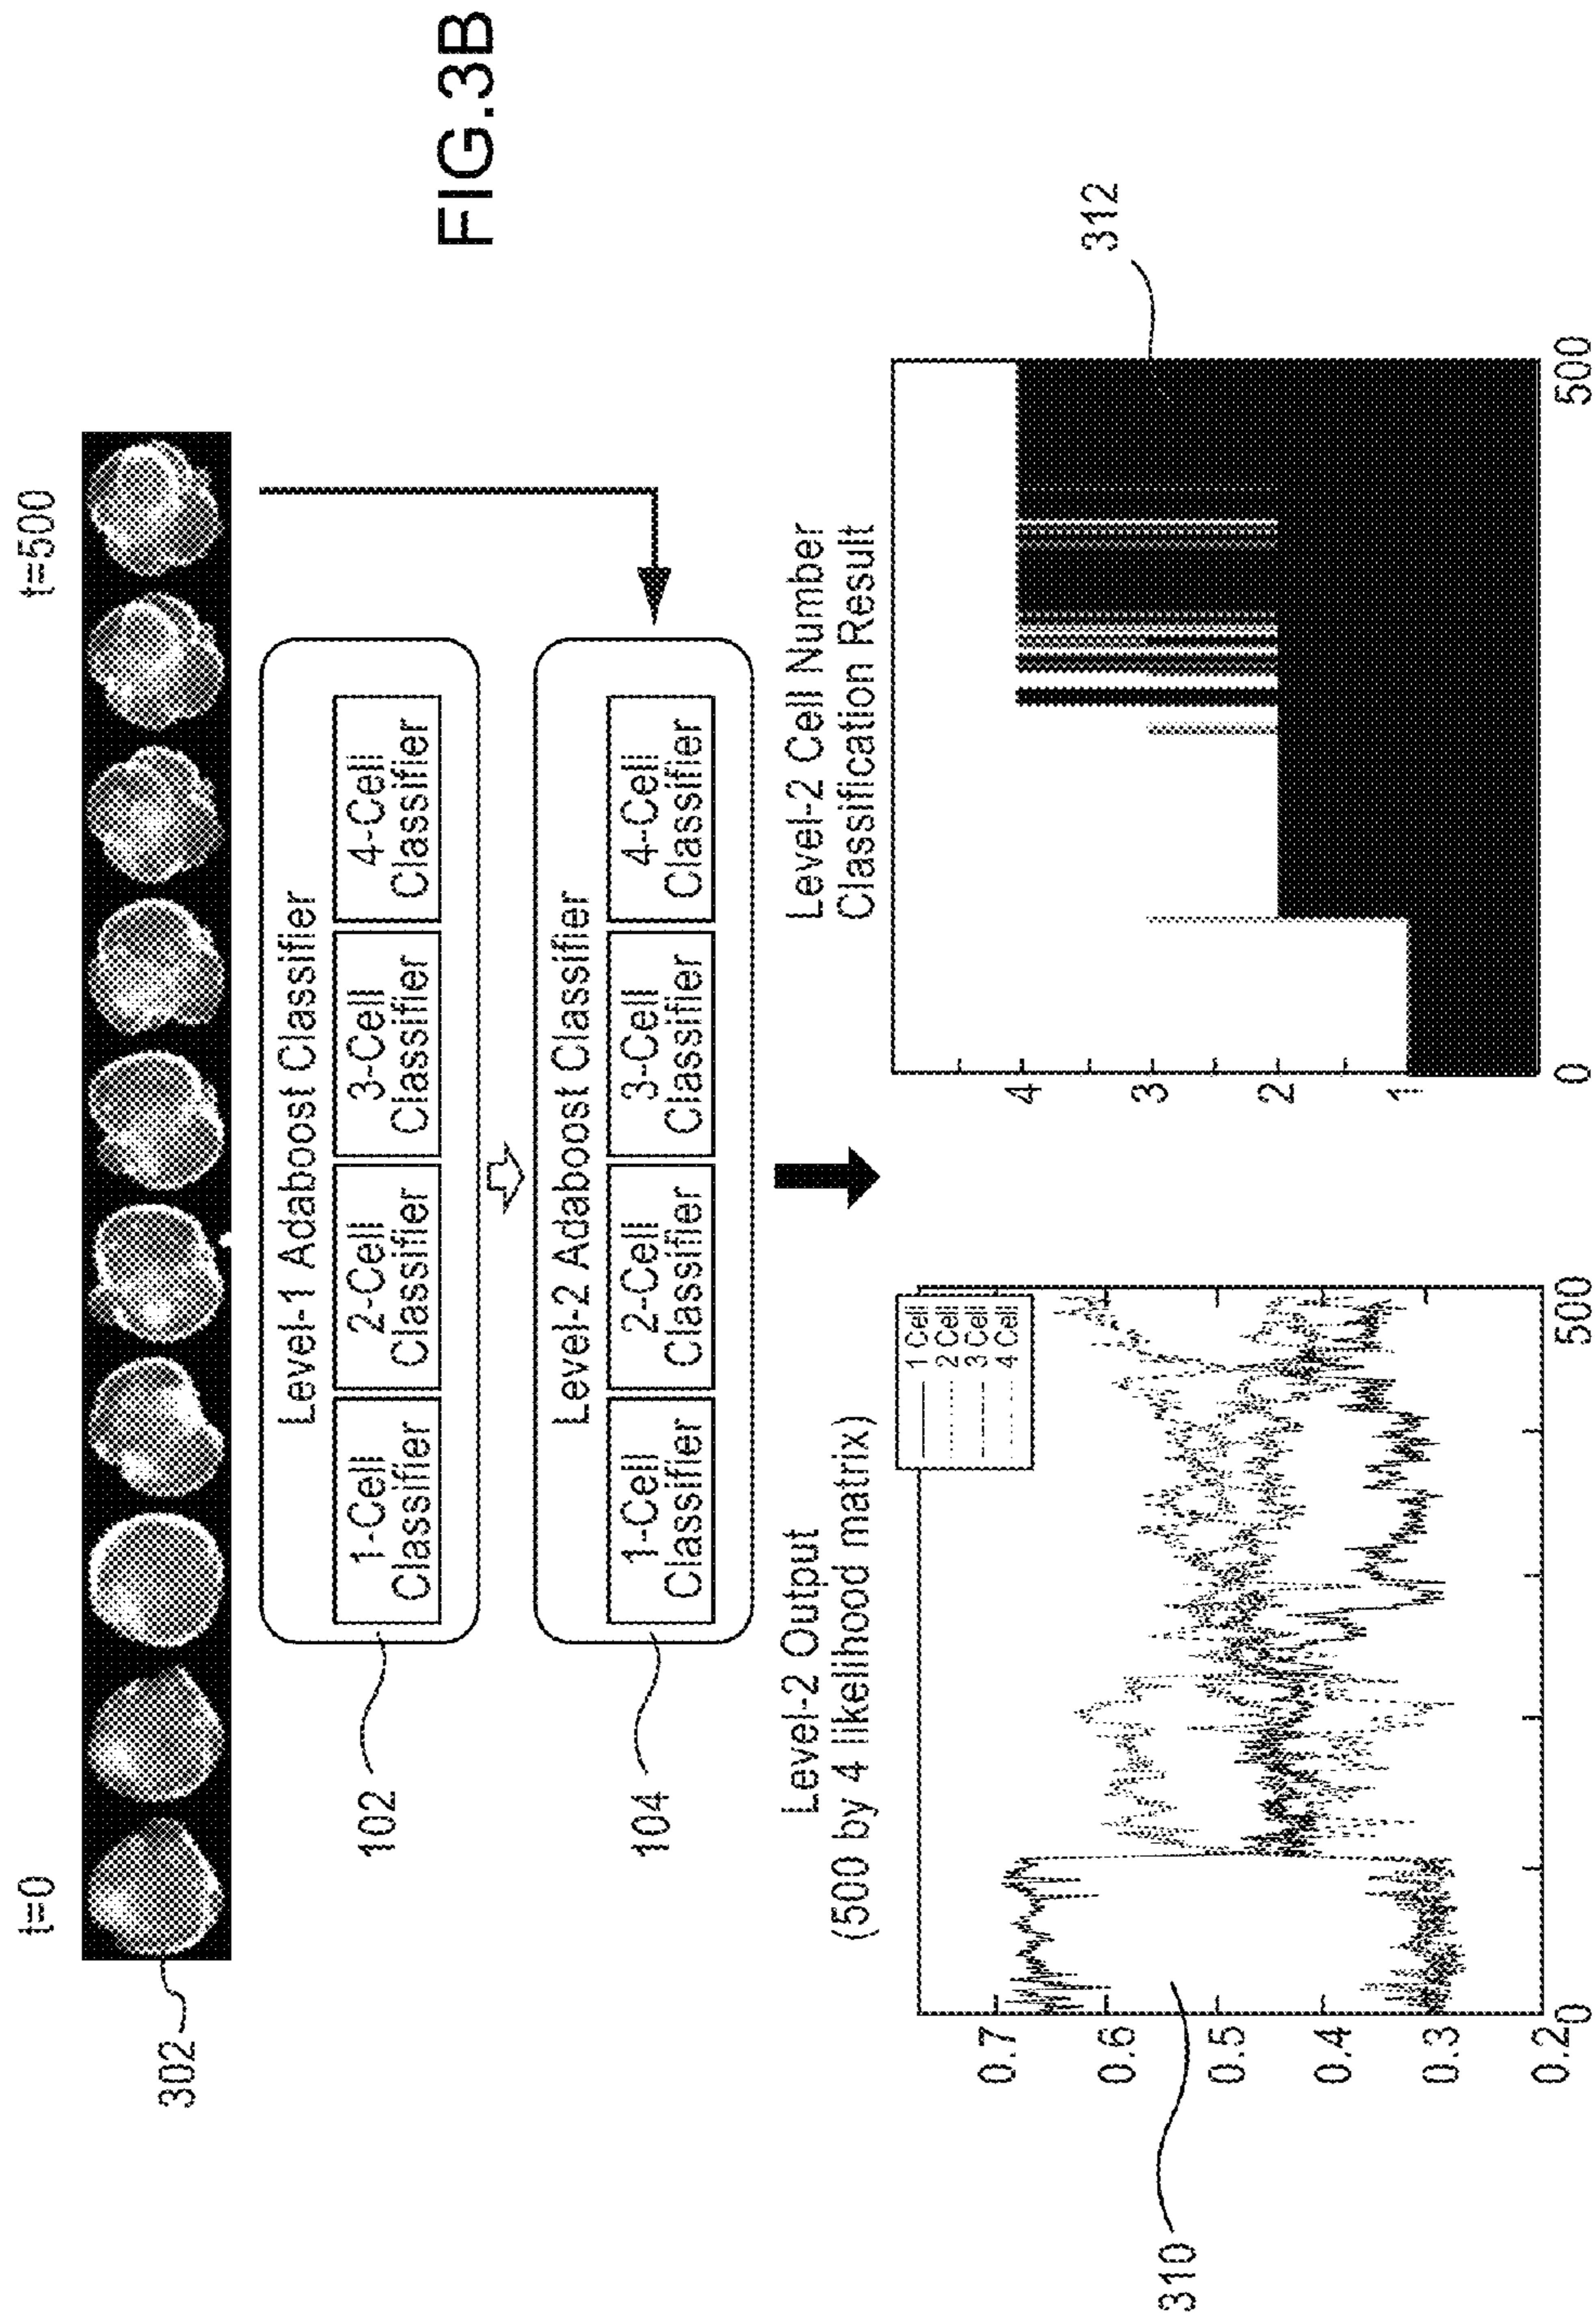 t=0
t=500
302
Level-1 Adaboost Classifier
1-Cell
Classifier
2-Cell
Classifier
3-Cell
Classifier
4-Cell
Classifier
102
Level-2 Adaboost Classifier
1-Cell
Classifier
2-Cell
Classifier
3-Cell
Classifier
4-Cell
Classifier
104
FIG.3B
Level-2 Output
(500 by 4 likelihood matrix)
1 Cell
2 Cell
3 Cell
4 Cell
0.7
0.6
0.5
0.4
0.3
0.2
0
500
310
Level-2 Cell Number
Classification Result
4
3
2
1
0
500
312